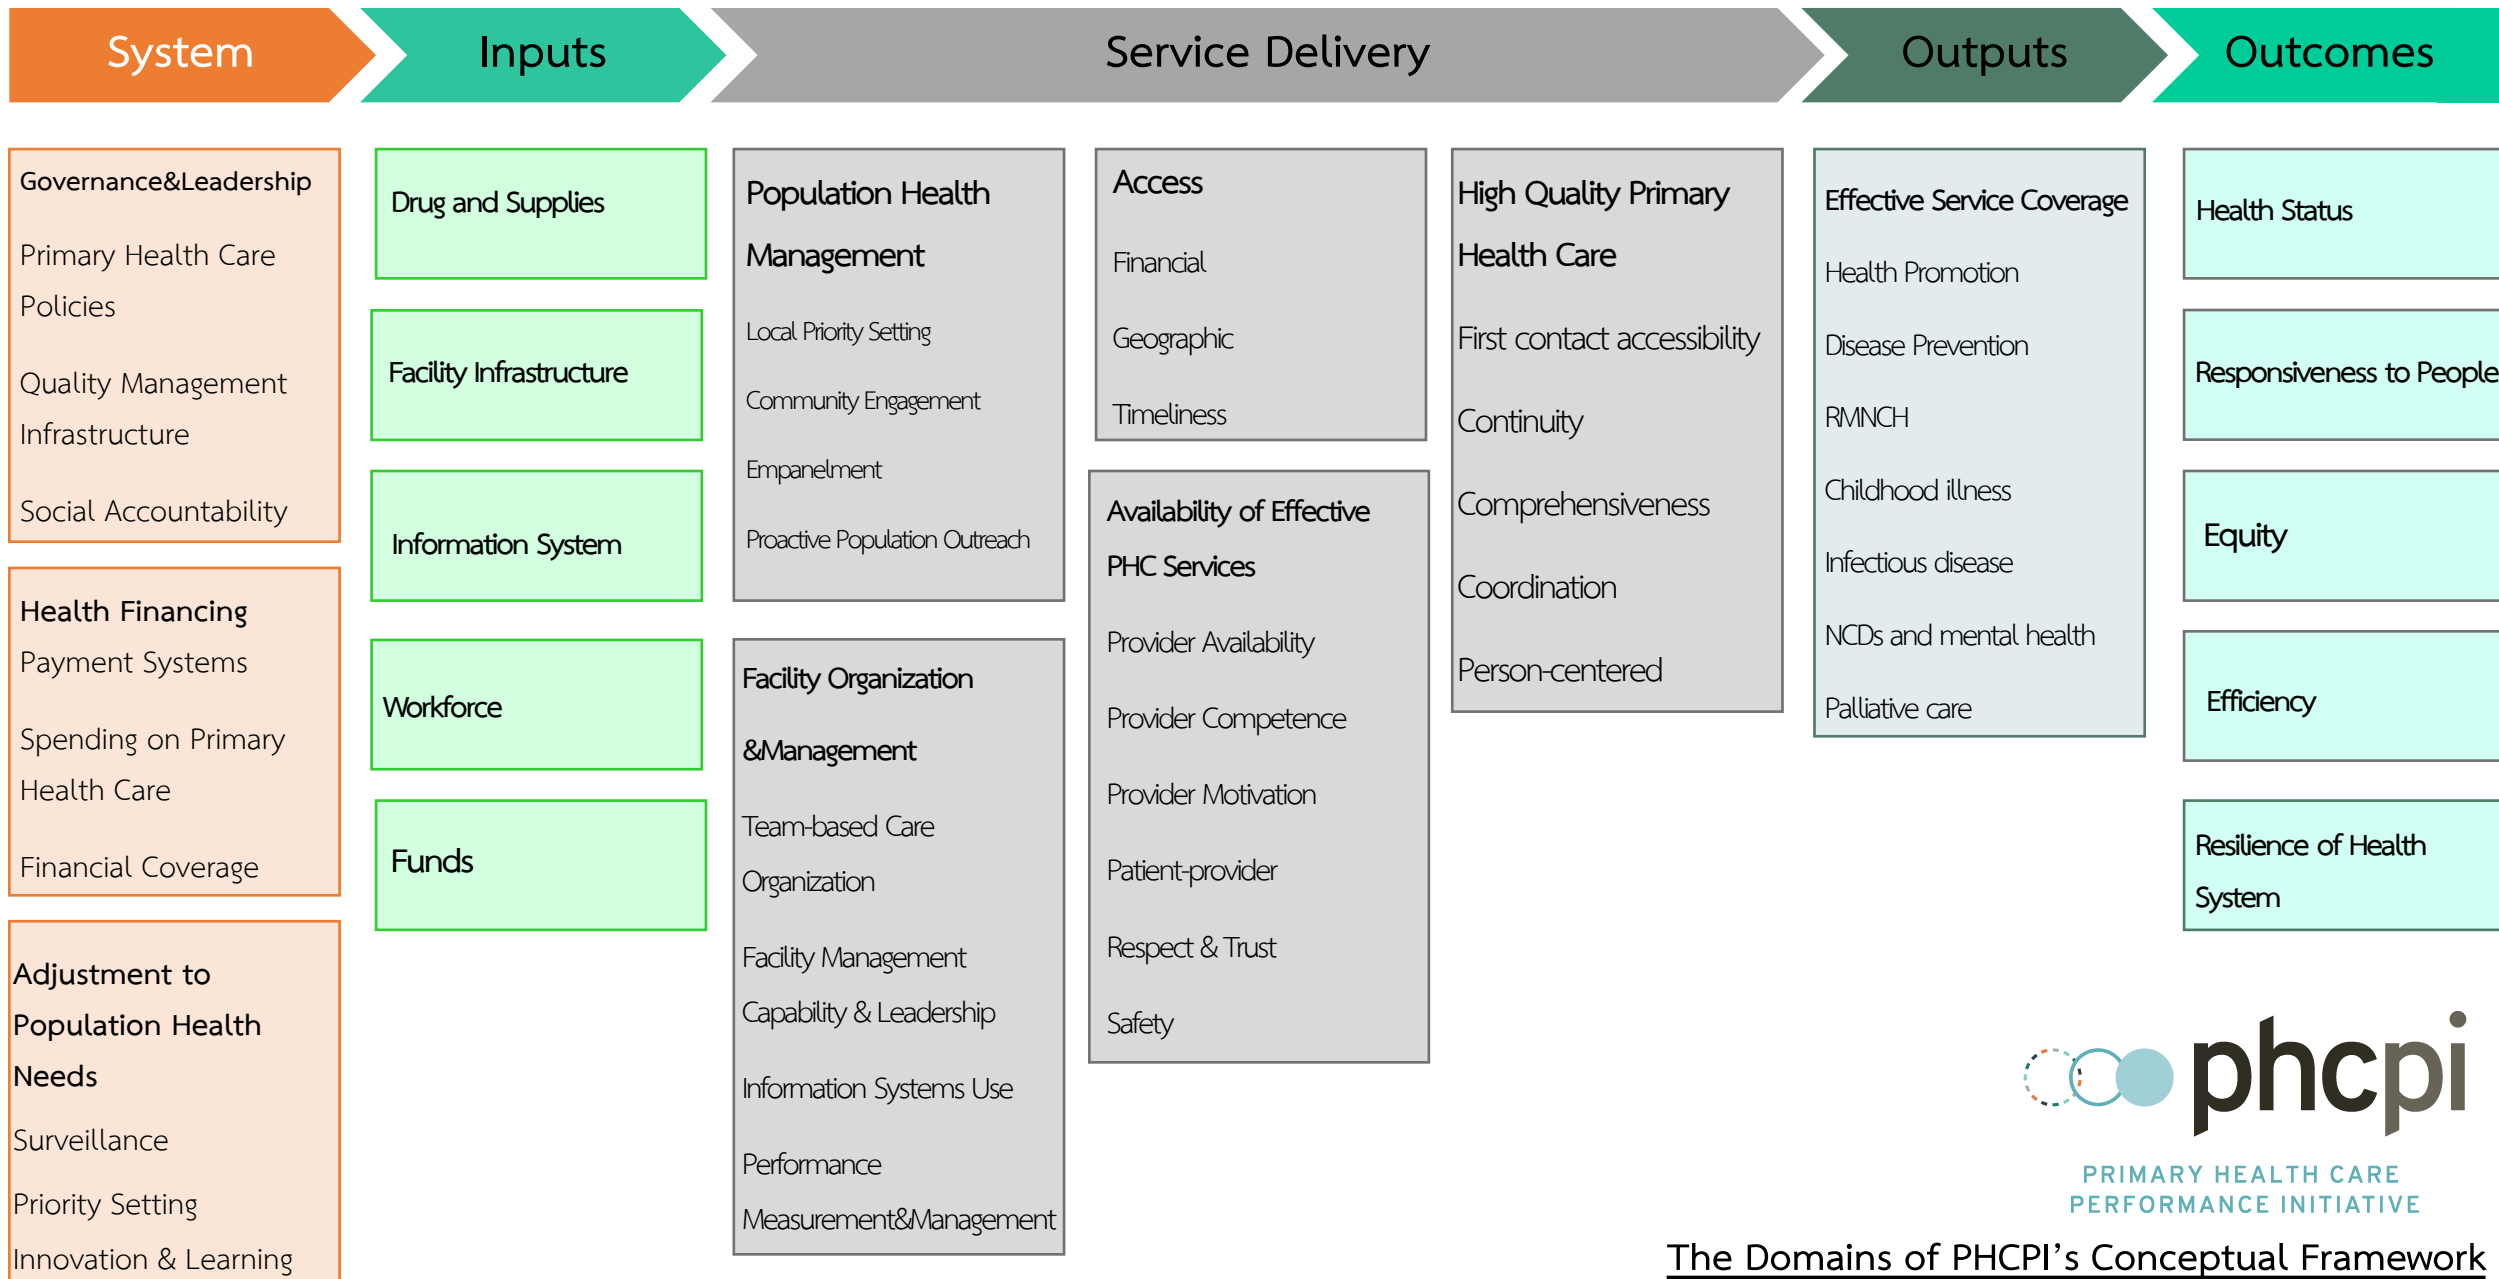 System
Inputs
Service Delivery
Outputs
Outcomes
Governance&Leadership
Primary Health Care
Policies
Quality Management
Infrastructure
Social Accountability
Health Financing
Payment Systems
Spending on Primary
Health Care
Financial Coverage
Adjustment to
Population Health
Needs
Surveillance
Priority Setting
Innovation & Learning
Drug and Supplies
Facility Infrastructure
Information System
Workforce
Funds
Population Health
Management
Local Priority Setting
Community Engagement
Empanelment
Proactive Population Outreach
Facility Organization
&Management
Team-based Care
Organization
Facility Management
Capability & Leadership
Information Systems Use
Performance
Measurement&Management
Access
Financial
Geographic
Timeliness
Availability of Effective
PHC Services
Provider Availability
Provider Competence
Provider Motivation
Patient-provider
Respect & Trust
Safety
High Quality Primary
Health Care
First contact accessibility
Continuity
Comprehensiveness
Coordination
Person-centered
Effective Service Coverage
Health Promotion
Disease Prevention
RMNCH
Childhood illness
Infectious disease
NCDs and mental health
Palliative care
Health Status
Responsiveness to People
Equity
Efficiency
Resilience of Health
System
phcpi
PRIMARY HEALTH CARE
PERFORMANCE INITIATIVE
The Domains of PHCPI's Conceptual Framework